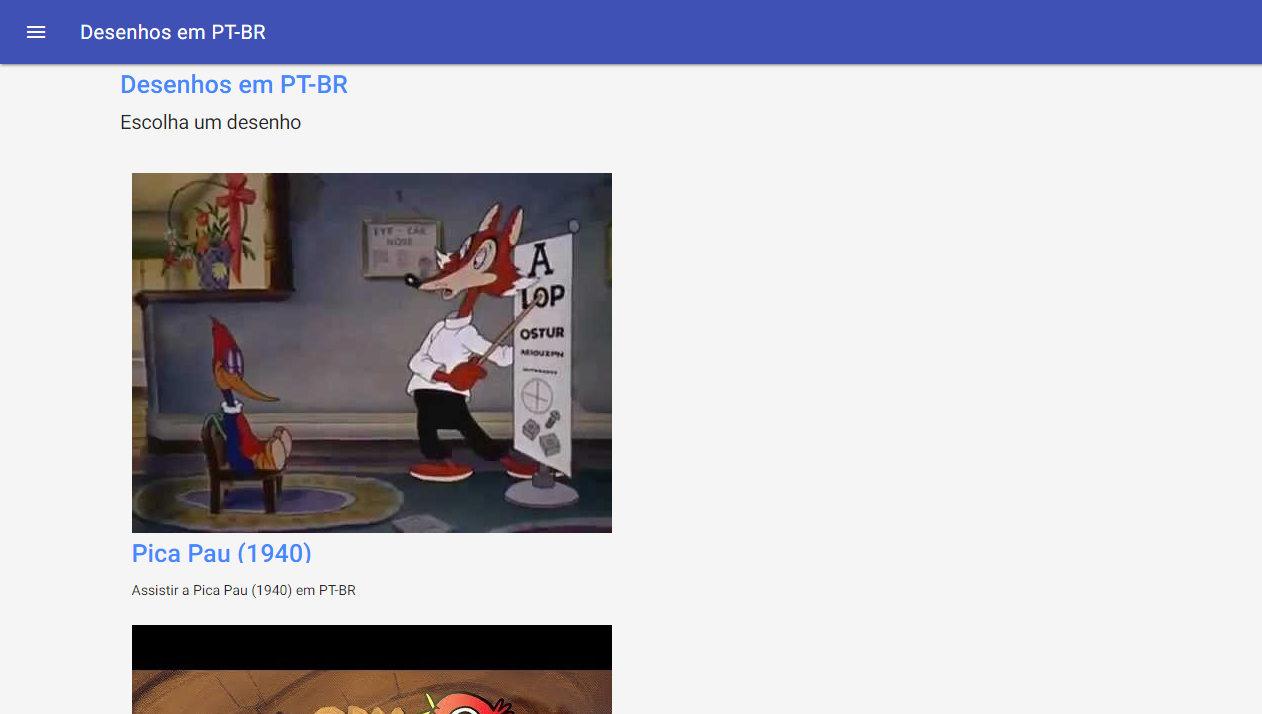 Desenhos em PT-BR
Desenhos em PT-BR
Escolha um desenho
EYE - EAR
NOSE
A
LOP
OSTUR
Pica Pau (1940)
Assistir a Pica Pau (1940) em PT-BR